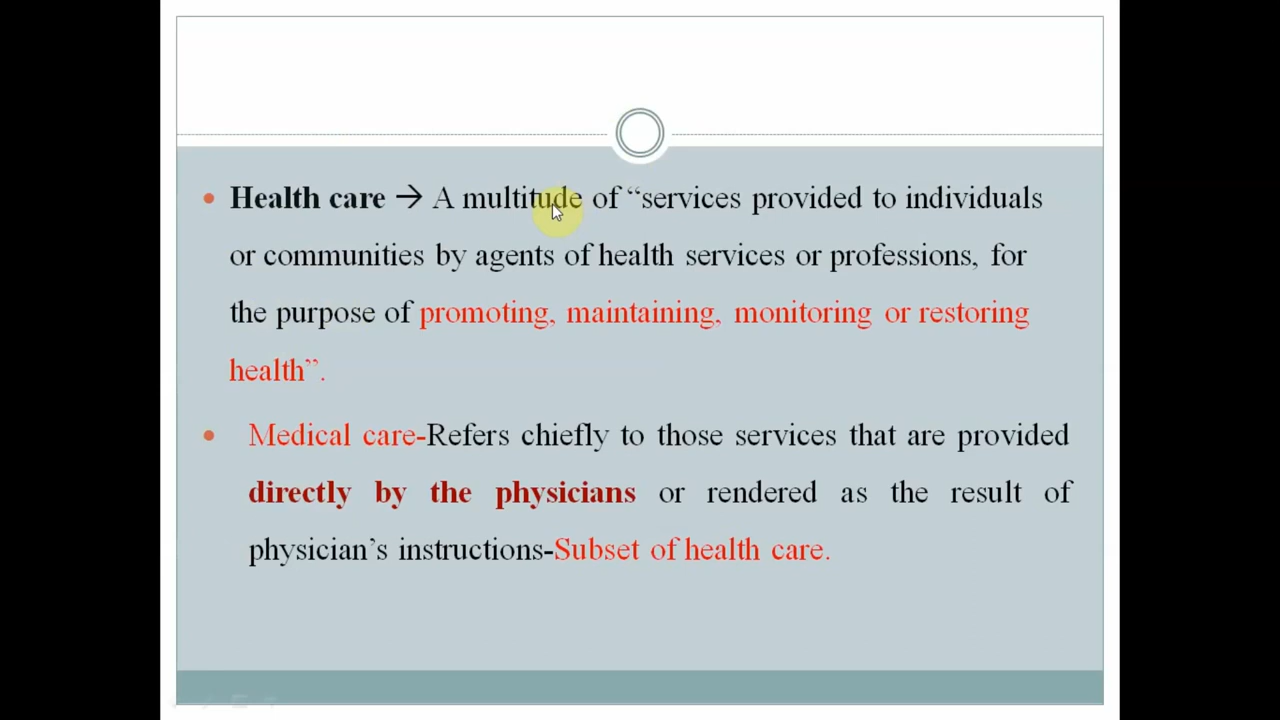 Health care → A multitude of “services provided to individuals
or communities by agents of health services or professions, for
the purpose of promoting, maintaining, monitoring or restoring
health”.
Medical care-Refers chiefly to those services that are provided
directly by the physicians or rendered as the result of
physician’s instructions-Subset of health care.